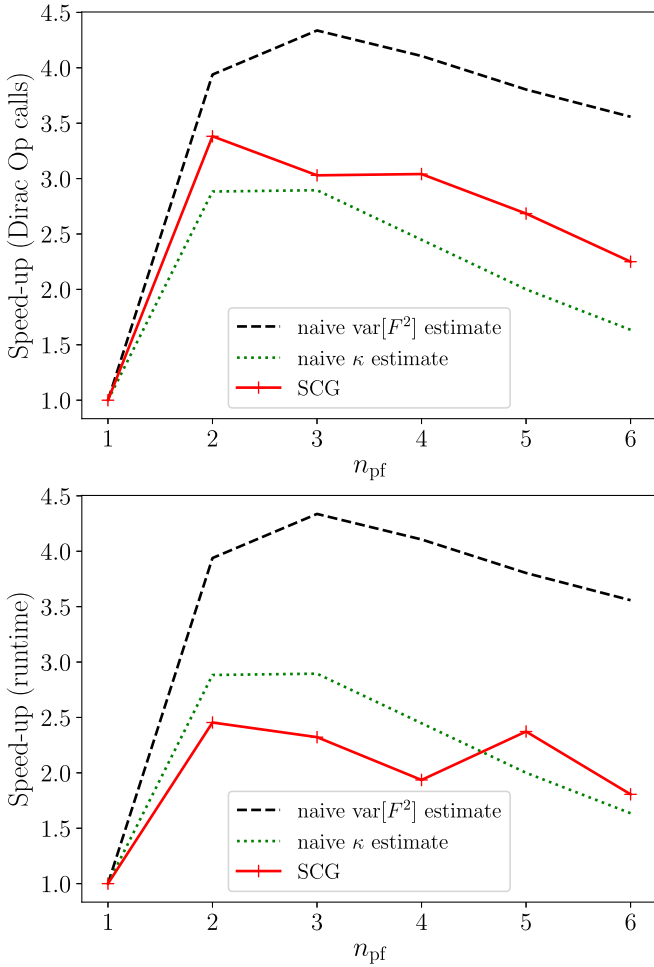 4.5
4.0
3.5
3.0
2.5
2.0
1.5
1.0
Speed-up (Dirac Op calls)
naive var[F²] estimate
naive κ estimate
SCG
1 2 3 4 5 6
n_pf
4.5
4.0
3.5
3.0
2.5
2.0
1.5
1.0
Speed-up (runtime)
naive var[F²] estimate
naive κ estimate
SCG
1 2 3 4 5 6
n_pf